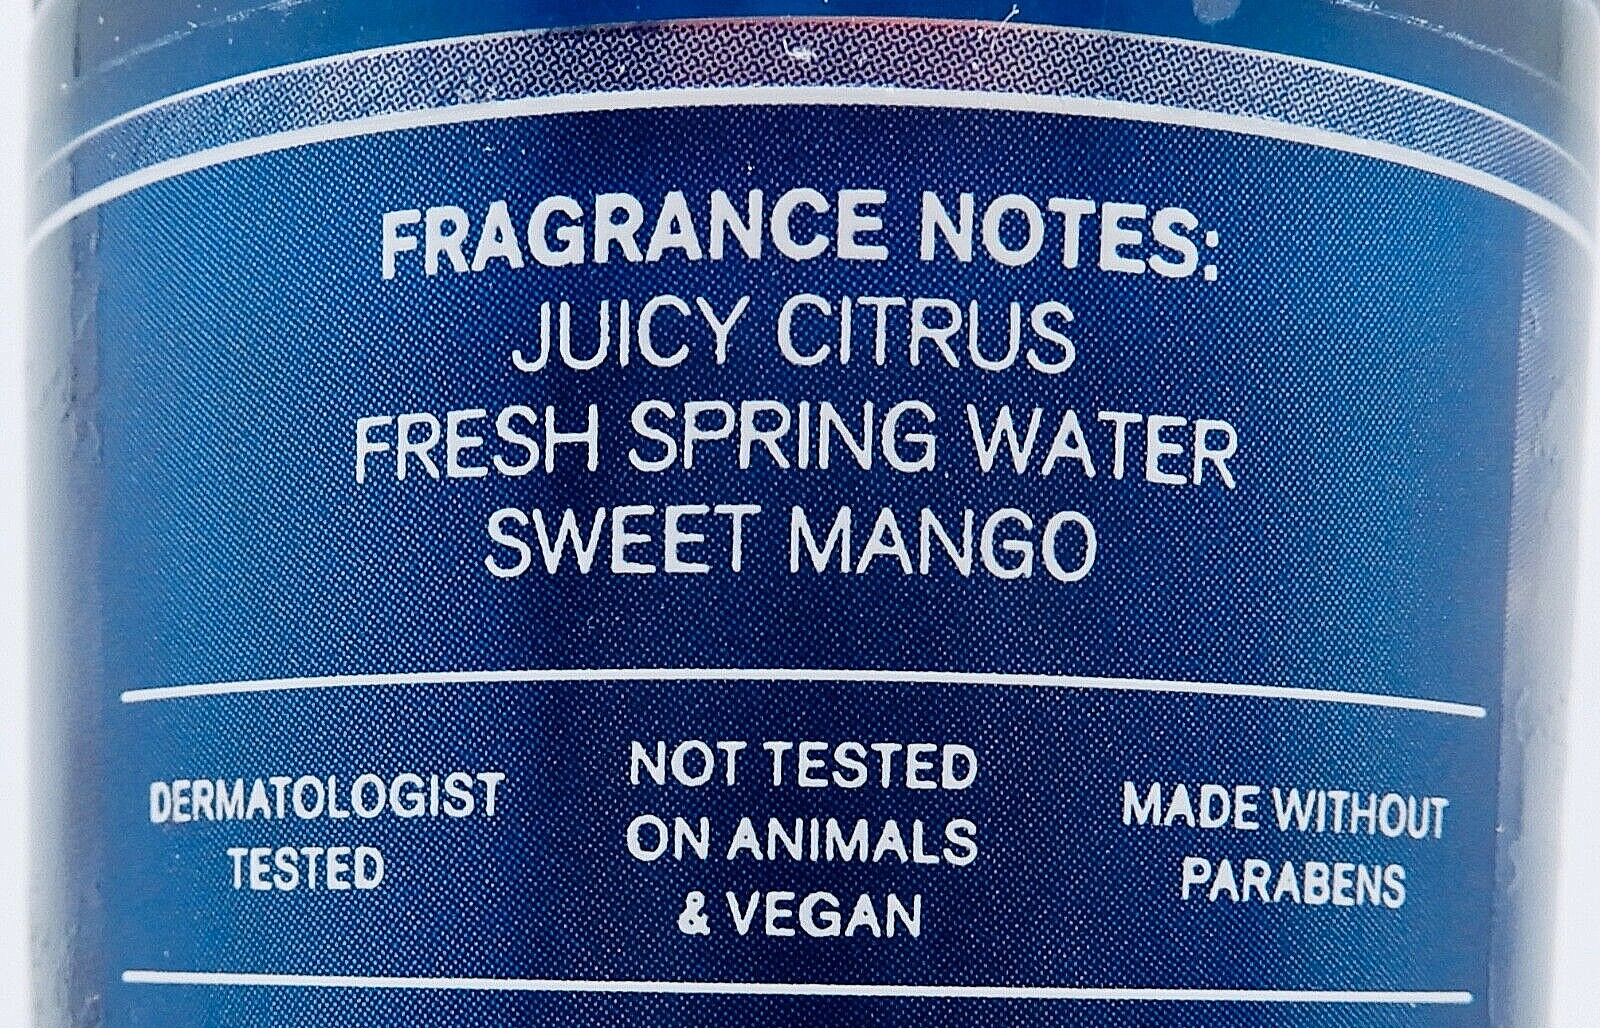 FRAGRANCE NOTES:
JUICY CITRUS
FRESH SPRING WATER
SWEET MANGO
DERMATOLOGIST
TESTED
NOT TESTED
ON ANIMALS
& VEGAN
MADE WITHOUT
PARABENS